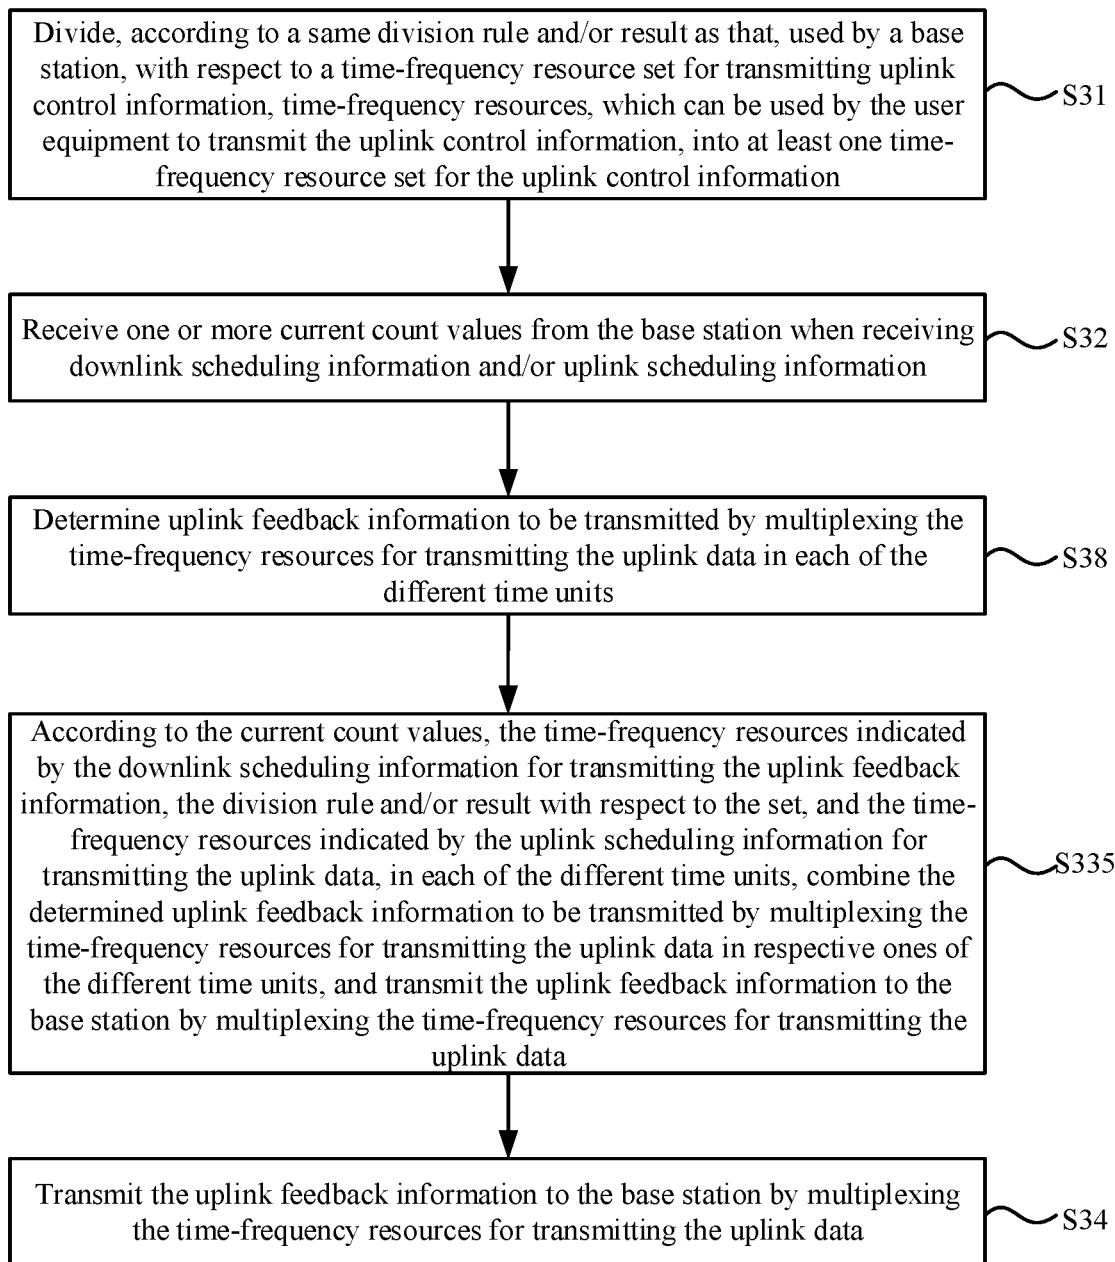 Divide, according to a same division rule and/or result as that, used by a base
station, with respect to a time-frequency resource set for transmitting uplink
control information, time-frequency resources, which can be used by the user
equipment to transmit the uplink control information, into at least one time-
frequency resource set for the uplink control information
S31
Receive one or more current count values from the base station when receiving
downlink scheduling information and/or uplink scheduling information
S32
Determine uplink feedback information to be transmitted by multiplexing the
time-frequency resources for transmitting the uplink data in each of the
different time units
S38
According to the current count values, the time-frequency resources indicated
by the downlink scheduling information for transmitting the uplink feedback
information, the division rule and/or result with respect to the set, and the time-
frequency resources indicated by the uplink scheduling information for
transmitting the uplink data, in each of the different time units, combine the
determined uplink feedback information to be transmitted by multiplexing the
time-frequency resources for transmitting the uplink data in respective ones of
the different time units, and transmit the uplink feedback information to the
base station by multiplexing the time-frequency resources for transmitting the
uplink data
S335
Transmit the uplink feedback information to the base station by multiplexing
the time-frequency resources for transmitting the uplink data
S34